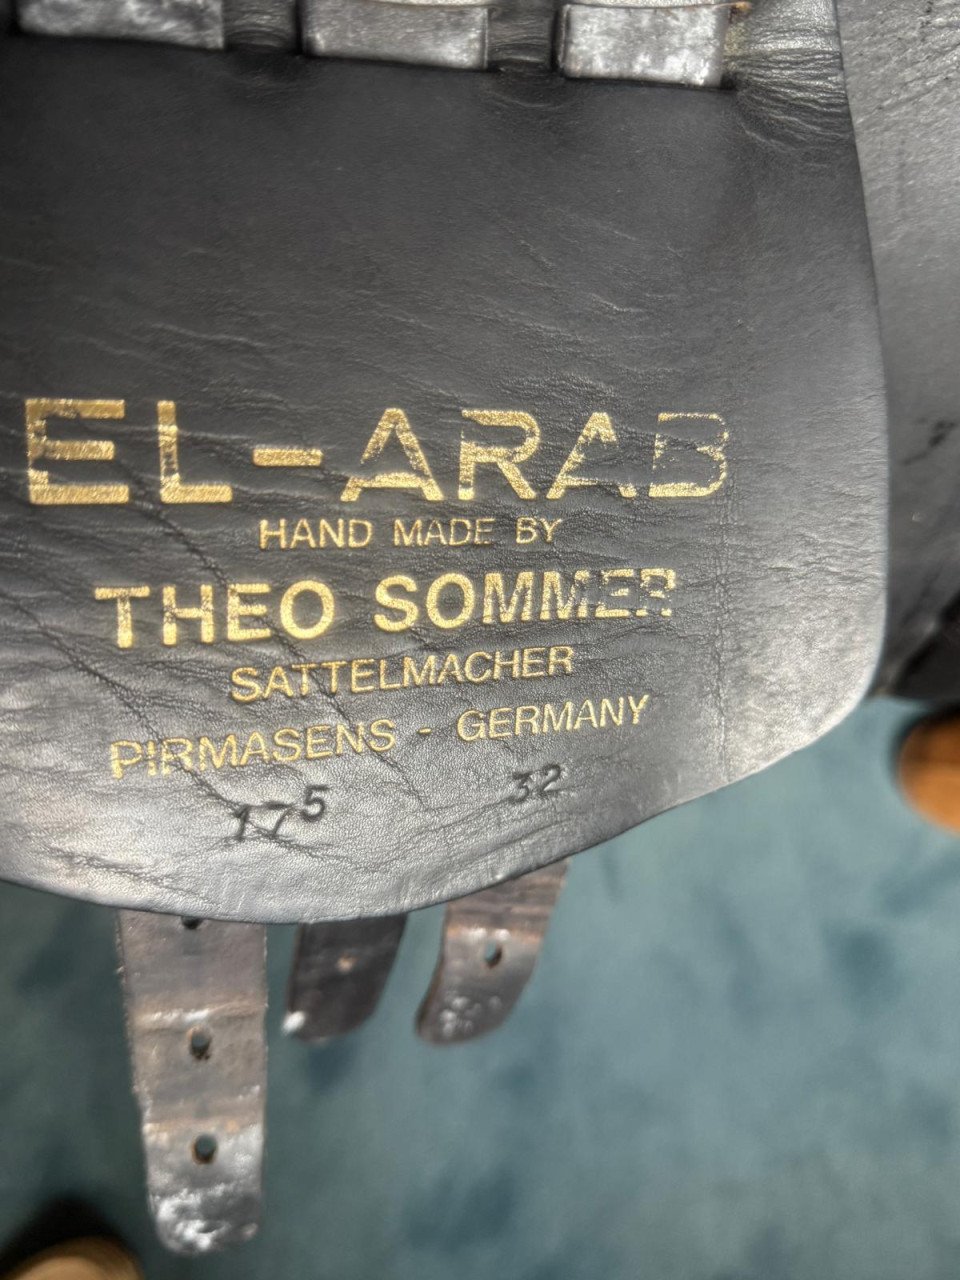 EL-ARAB
HAND MADE BY
THEO SOMMER
SATTELMACHER
PIRMASENS - GERMANY
17⁵ 32